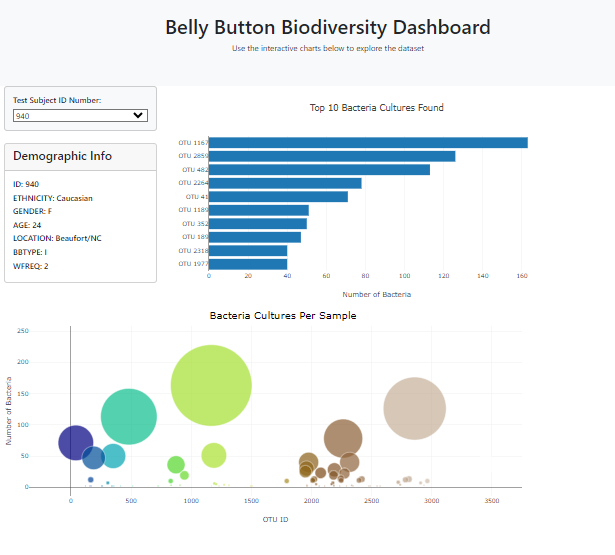 Belly Button Biodiversity Dashboard
Use the interactive charts below to explore the dataset
Test Subject ID Number:
940
Demographic Info
ID: 940
ETHNICITY: Caucasian
GENDER: F
AGE: 24
LOCATION: Beaufort/NC
BBTYPE: I
WFREQ: 2
Top 10 Bacteria Cultures Found
OTU 1167
OTU 2859
OTU 482
OTU 2264
OTU 41
OTU 1189
OTU 352
OTU 189
OTU 2318
OTU 1977
0 20 40 60 80 100 120 140 160
Number of Bacteria
Bacteria Cultures Per Sample
Number of Bacteria
250
200
150
100
50
0
0 500 1000 1500 2000 2500 3000 3500
OTU ID